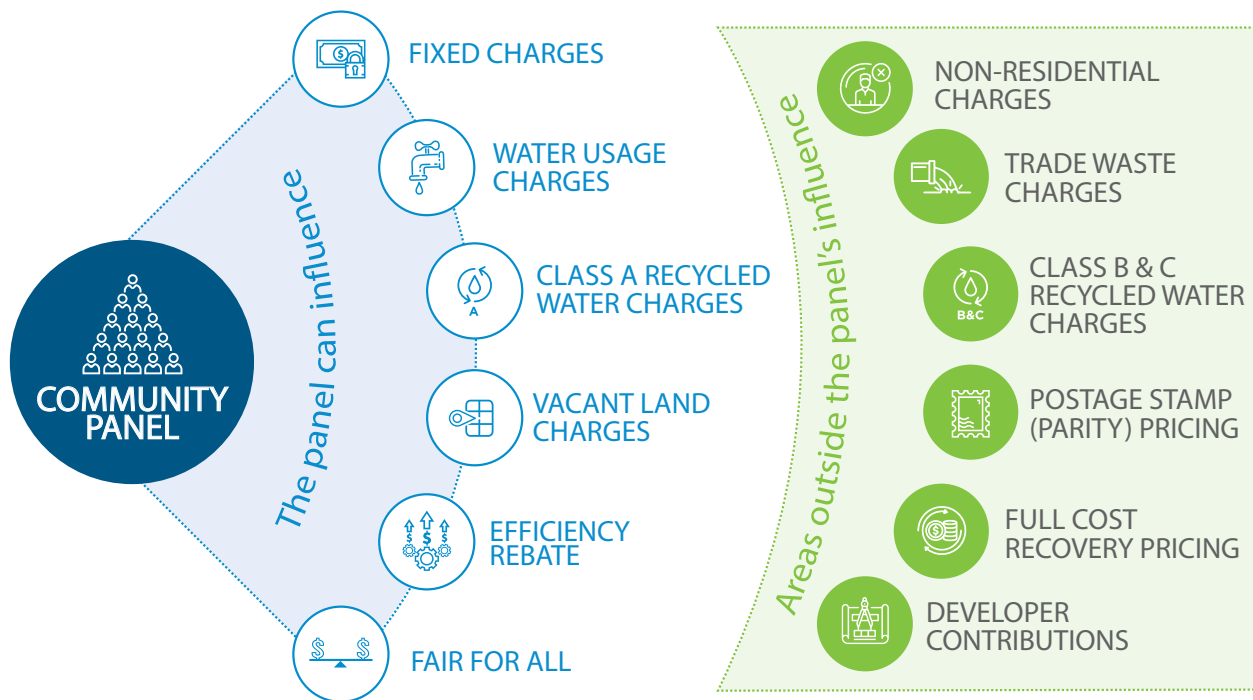 COMMUNITY
PANEL
The panel can influence
FIXED CHARGES
WATER USAGE
CHARGES
A
CLASS A RECYCLED
WATER CHARGES
VACANT LAND
CHARGES
$ $ $
EFFICIENCY
REBATE
$ $
FAIR FOR ALL
Areas outside the panel's influence
NON-RESIDENTIAL
CHARGES
TRADE WASTE
CHARGES
B&C
CLASS B & C
RECYCLED WATER
CHARGES
POSTAGE STAMP
(PARITY) PRICING
$
FULL COST
RECOVERY PRICING
DEVELOPER
CONTRIBUTIONS